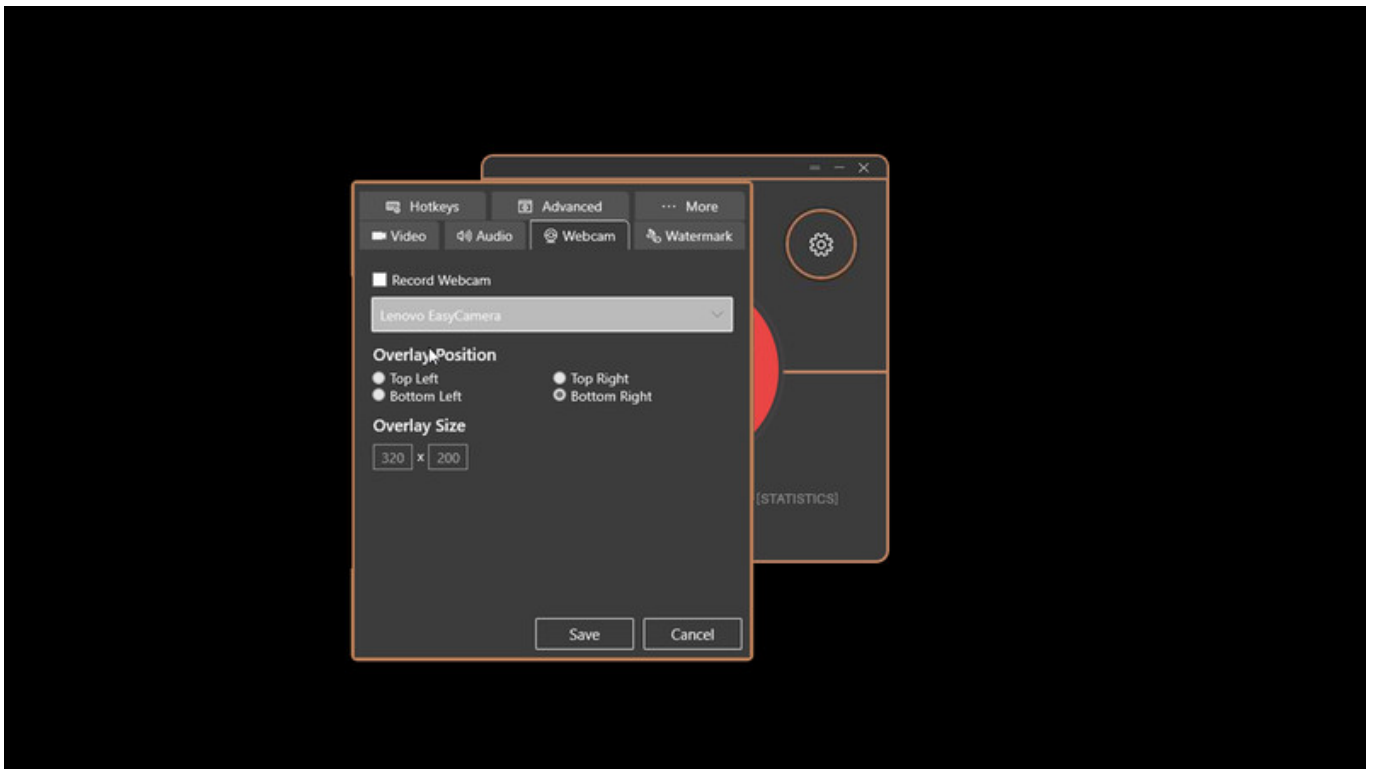 Hotkeys Advanced ··· More
Video Audio Webcam Watermark
Record Webcam
Lenovo EasyCamera
Overlay Position
Top Left Top Right
Bottom Left Bottom Right
Overlay Size
320 x 200
[STATISTICS]
Save Cancel